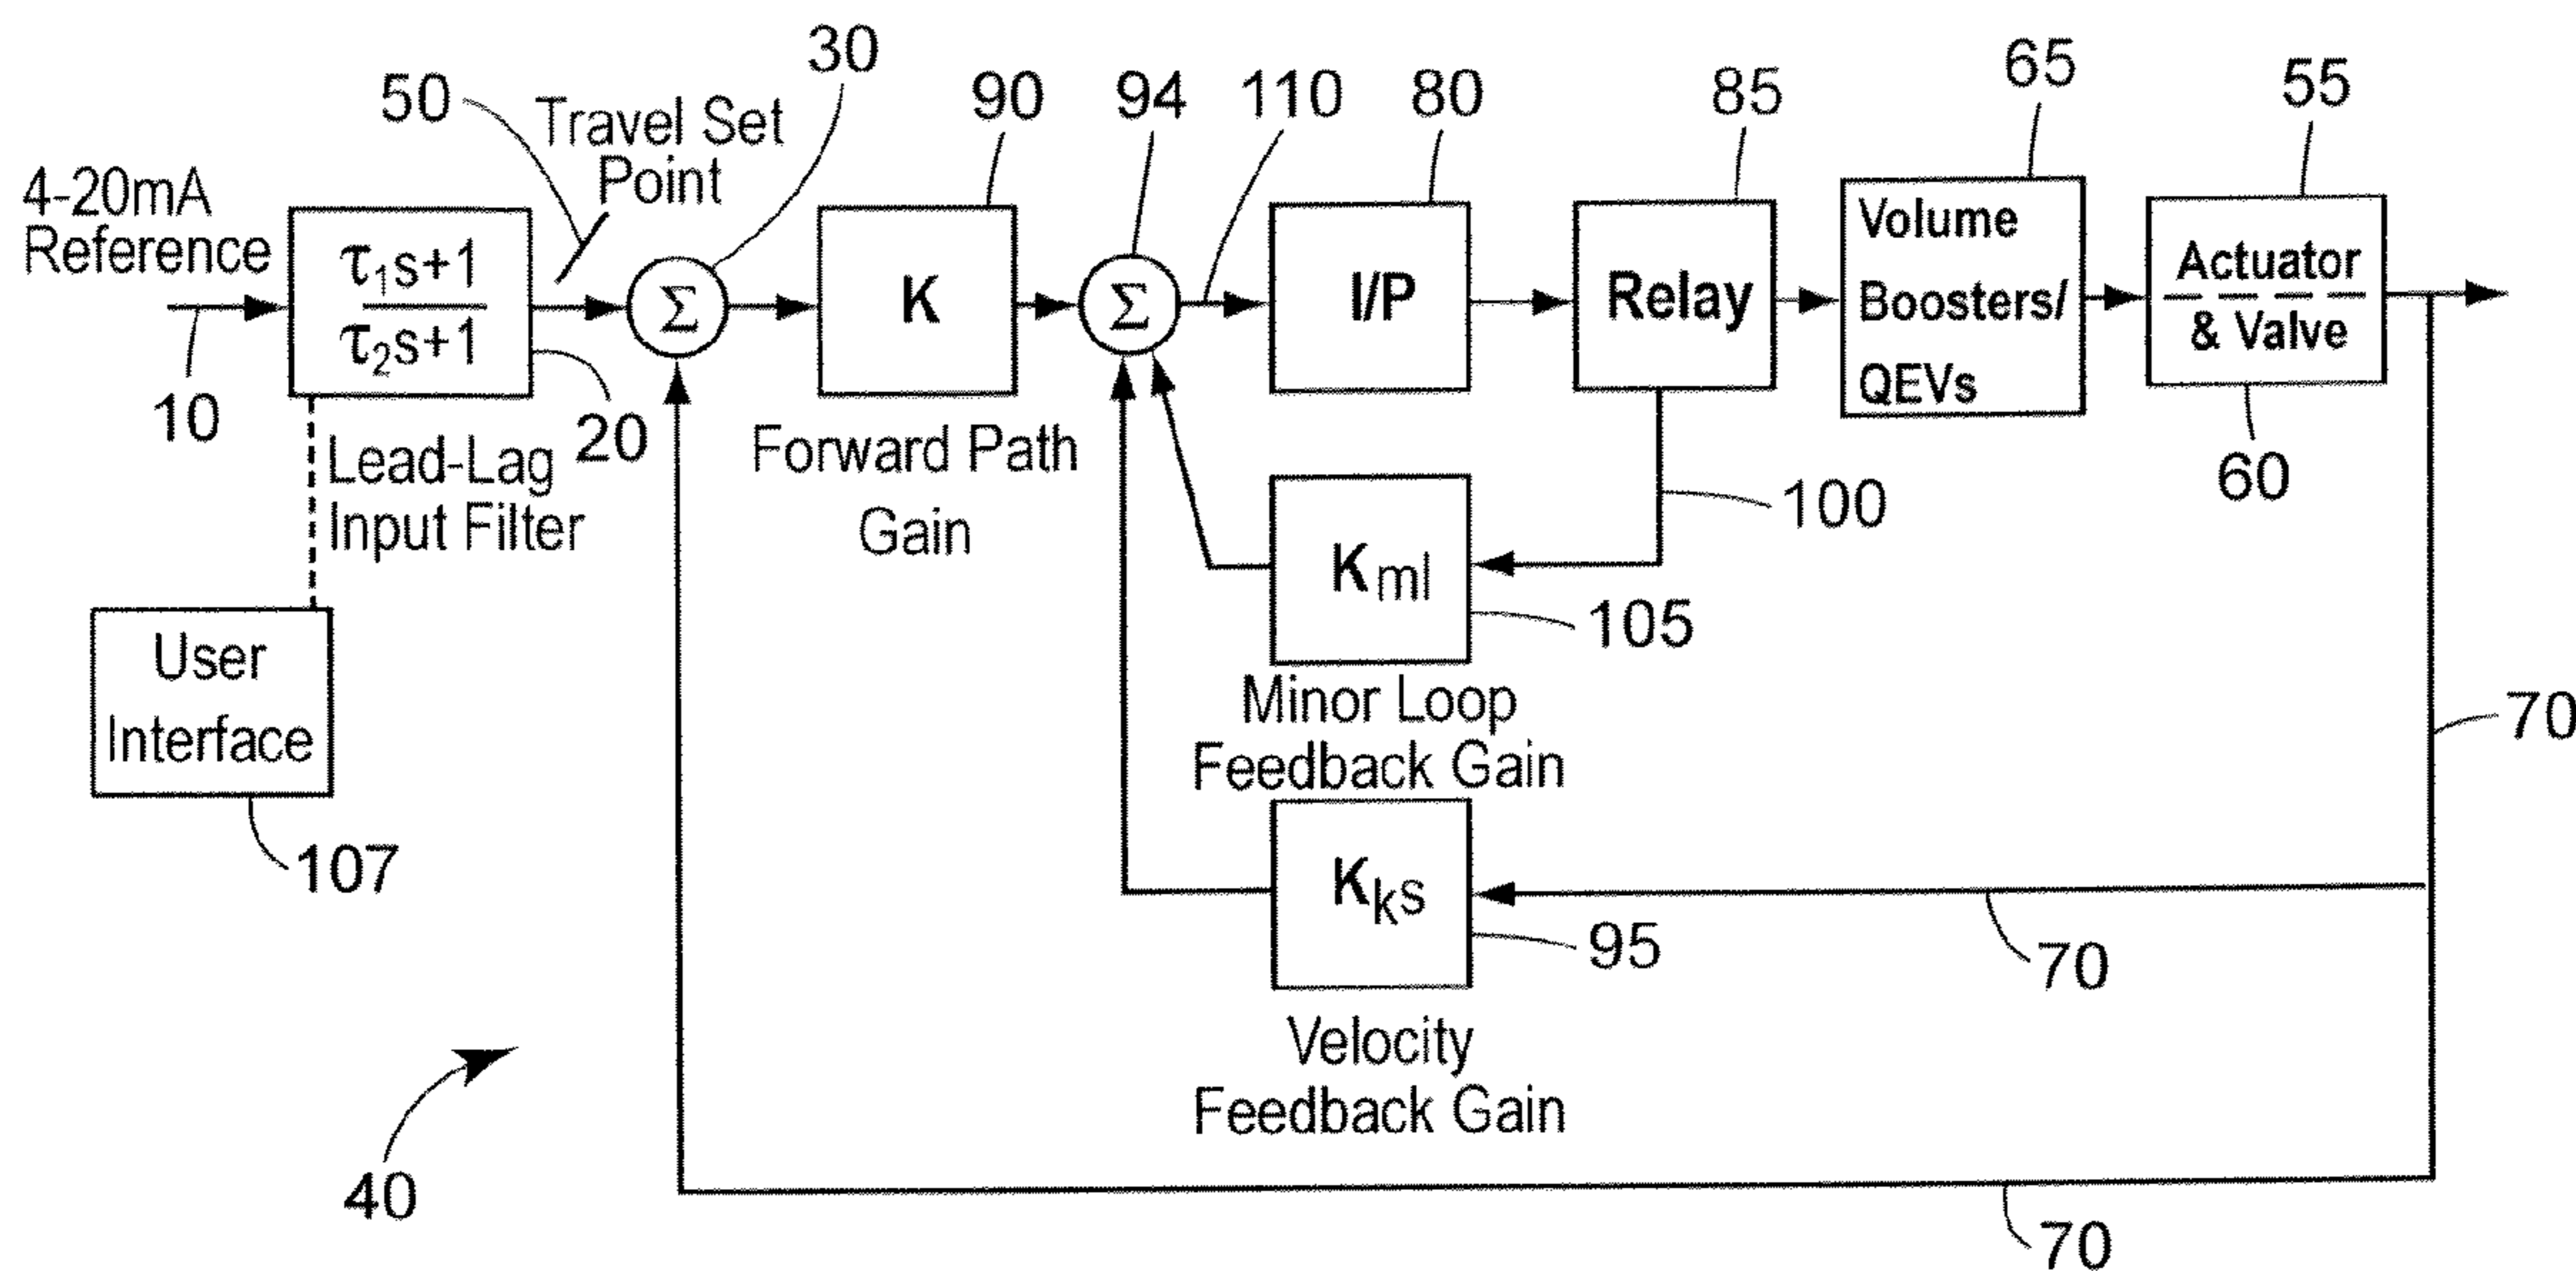 30
50
Travel Set
Point
90
94
110
80
85
65
55
4-20mA
Reference
τ1s+1
τ2s+1
Σ
K
Σ
I/P
Relay
Volume
Boosters/
QEVs
Actuator
& Valve
10
20
Lead-Lag
Input Filter
Forward Path
Gain
60
100
Kml
105
Minor Loop
Feedback Gain
User
Interface
107
70
Kks
95
70
Velocity
Feedback Gain
40
70